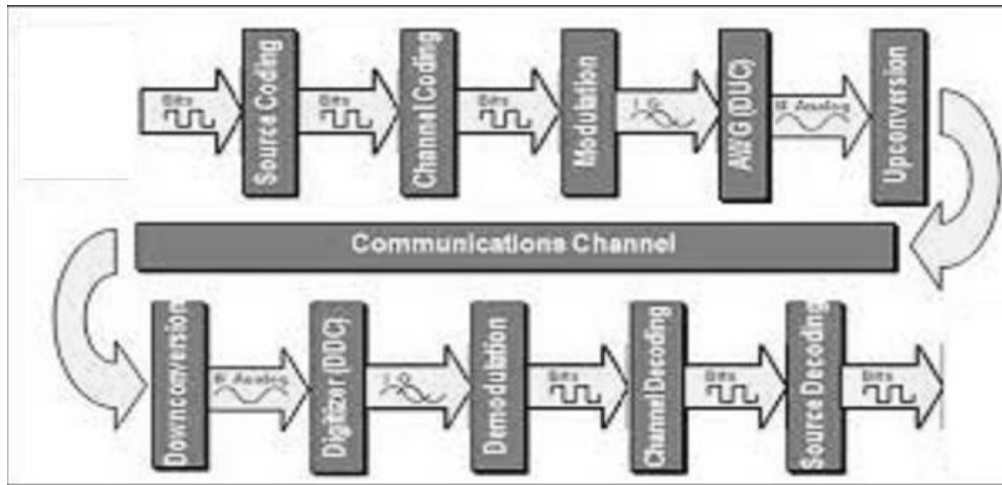 Bits
Source Coding
Bits
Channel Coding
Bits
Modulation
I Q
AWG (DUC)
IF Analog
Upconversion
Communications Channel
Downconversion
IF Analog
Digitizer (DDC)
I Q
Demodulation
Bits
Channel Decoding
Bits
Source Decoding
Bits